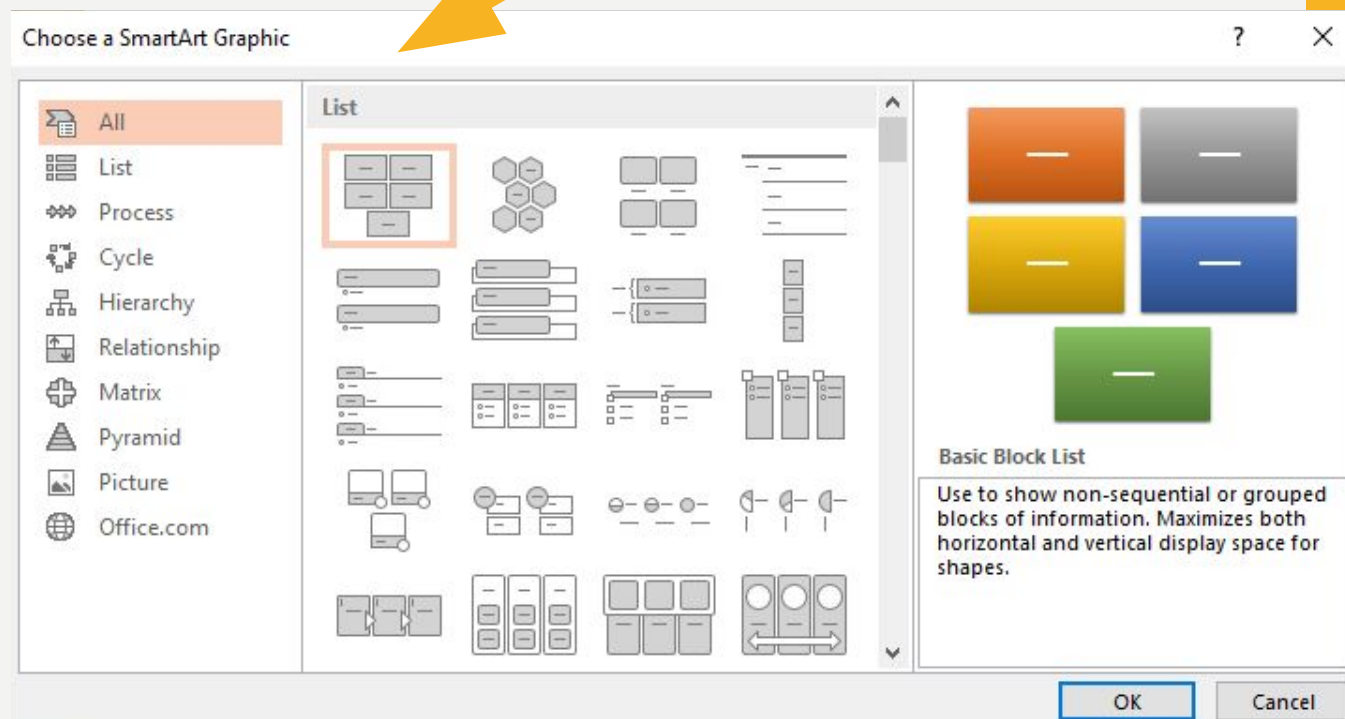 Choose a SmartArt Graphic
?
All
List
Process
Cycle
Hierarchy
Relationship
Matrix
Pyramid
Picture
Office.com
List
Basic Block List
Use to show non-sequential or grouped
blocks of information. Maximizes both
horizontal and vertical display space for
shapes.
OK
Cancel